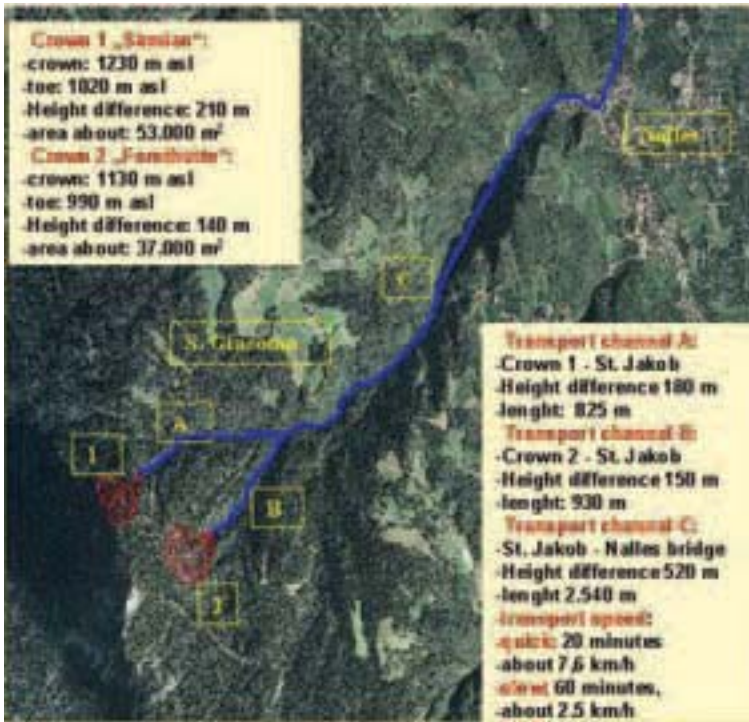 Crown 1 „Sirmian“:
-crown: 1230 m asl
-toe: 1020 m asl
-Height difference: 210 m
-area about: 53.000 m²
Crown 2
-crown: 1130 m asl
-toe: 990 m asl
-Height difference: 140 m
-area about: 37.000 m²
Nalles
C
S. Giacomo
A
1
B
2
Transport channel A:
-Crown 1 - St. Jakob
-Height difference 180 m
-lenght: 825 m
Transport channel B:
-Crown 2 - St. Jakob
-Height difference 150 m
-lenght: 930 m
Transport channel C:
-St. Jakob - Nalles bridge
-Height difference 520 m
-lenght 2.540 m
-transport speed:
-quick: 20 minutes
-about 7,6 km/h
-slow: 60 minutes,
-about 2.5 km/h